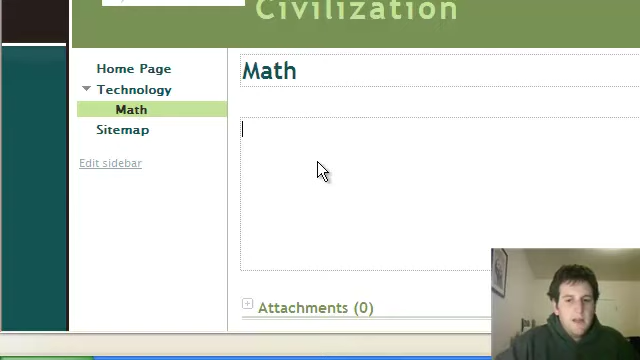 Civilization
Home Page
Technology
Math
Sitemap
Edit sidebar
Math
Attachments (0)